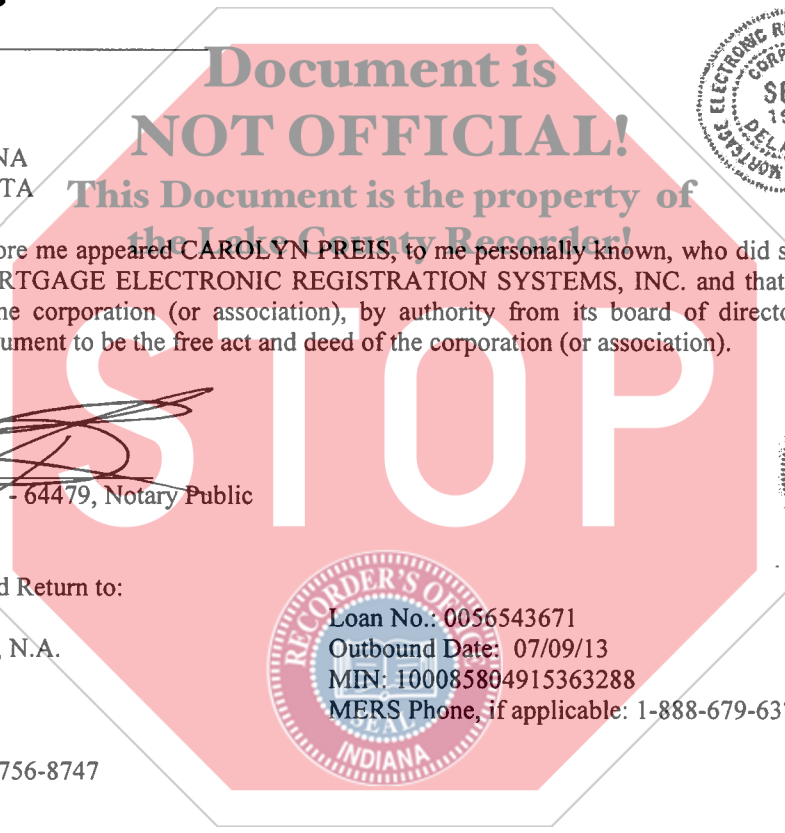 Document is
NOT OFFICIAL!
This Document is the property of
the Lake County Recorder!
NA
TA
ore me appeared CAROLYN PREIS, to me personally known, who did s
RTGAGE ELECTRONIC REGISTRATION SYSTEMS, INC. and that
he corporation (or association), by authority from its board of directo
ument to be the free act and deed of the corporation (or association).
STOP
- 64479, Notary Public
d Return to:
, N.A.
756-8747
Loan No.: 0056543671
Outbound Date: 07/09/13
MIN: 100085804915363288
MERS Phone, if applicable: 1-888-679-637
RECORDER'S OFFICE
SEAL
INDIANA
MORTGAGE ELECTRONIC